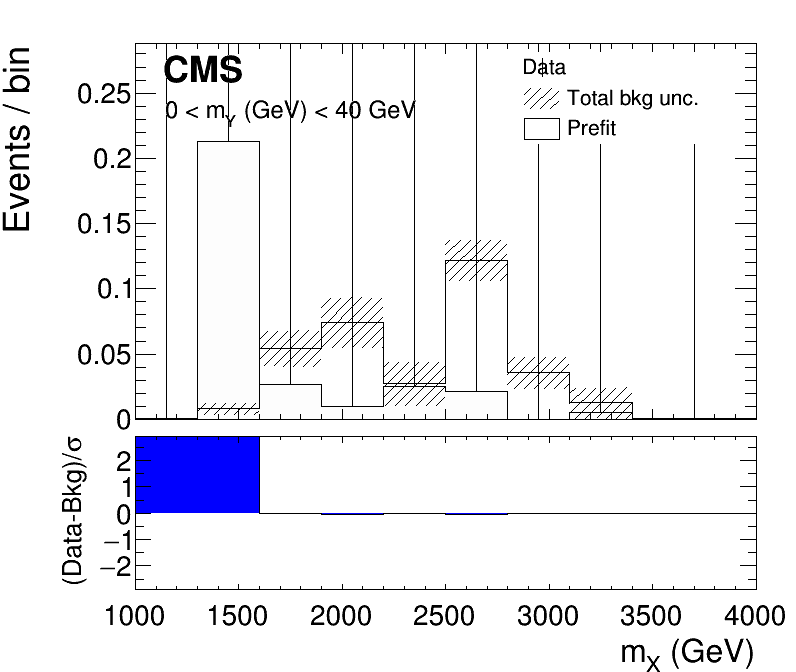 CMS
0 < mY (GeV) < 40 GeV
Data
Total bkg unc.
Prefit
Events / bin
0.25
0.2
0.15
0.1
0.05
0
(Data-Bkg)/σ
2
1
0
−1
−2
1000 1500 2000 2500 3000 3500 4000
mX (GeV)